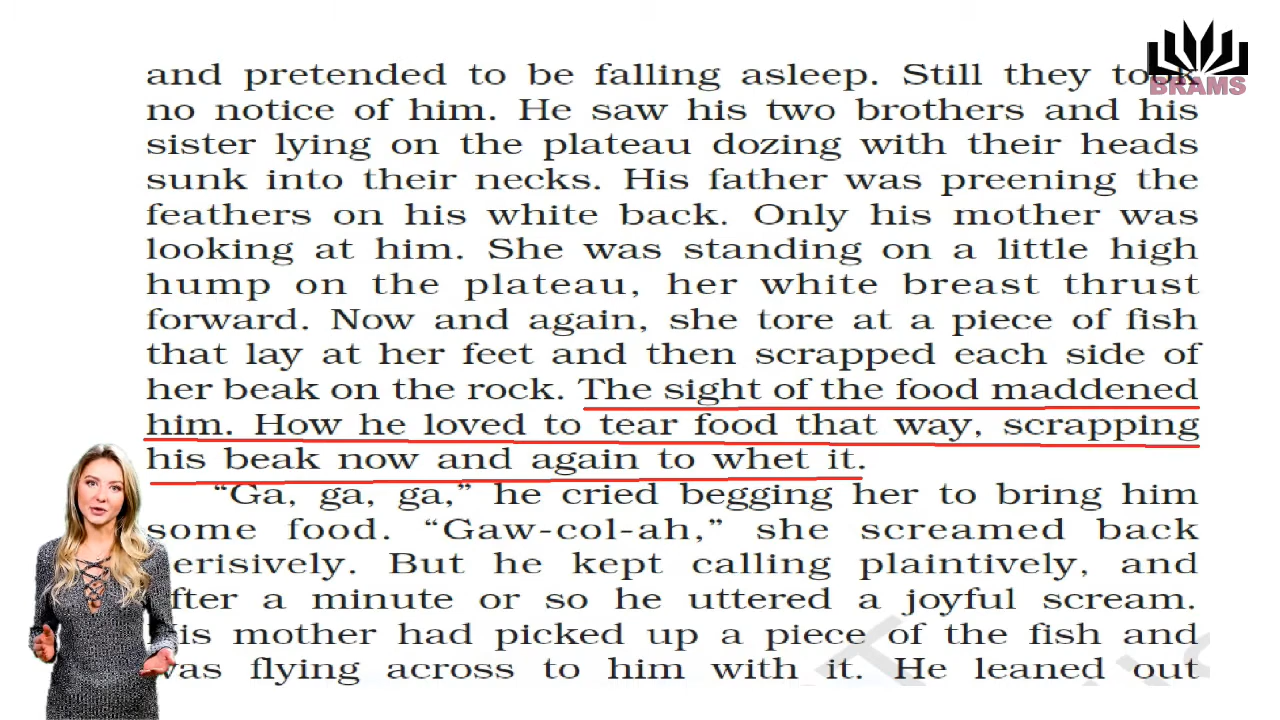 BRAMS
and pretended to be falling asleep. Still they took
no notice of him. He saw his two brothers and his
sister lying on the plateau dozing with their heads
sunk into their necks. His father was preening the
feathers on his white back. Only his mother was
looking at him. She was standing on a little high
hump on the plateau, her white breast thrust
forward. Now and again, she tore at a piece of fish
that lay at her feet and then scrapped each side of
her beak on the rock. The sight of the food maddened
him. How he loved to tear food that way, scrapping
his beak now and again to whet it.
“Ga, ga, ga,” he cried begging her to bring him
some food. “Gaw-col-ah,” she screamed back
erisively. But he kept calling plaintively, and
fter a minute or so he uttered a joyful scream.
is mother had picked up a piece of the fish and
was flying across to him with it. He leaned out